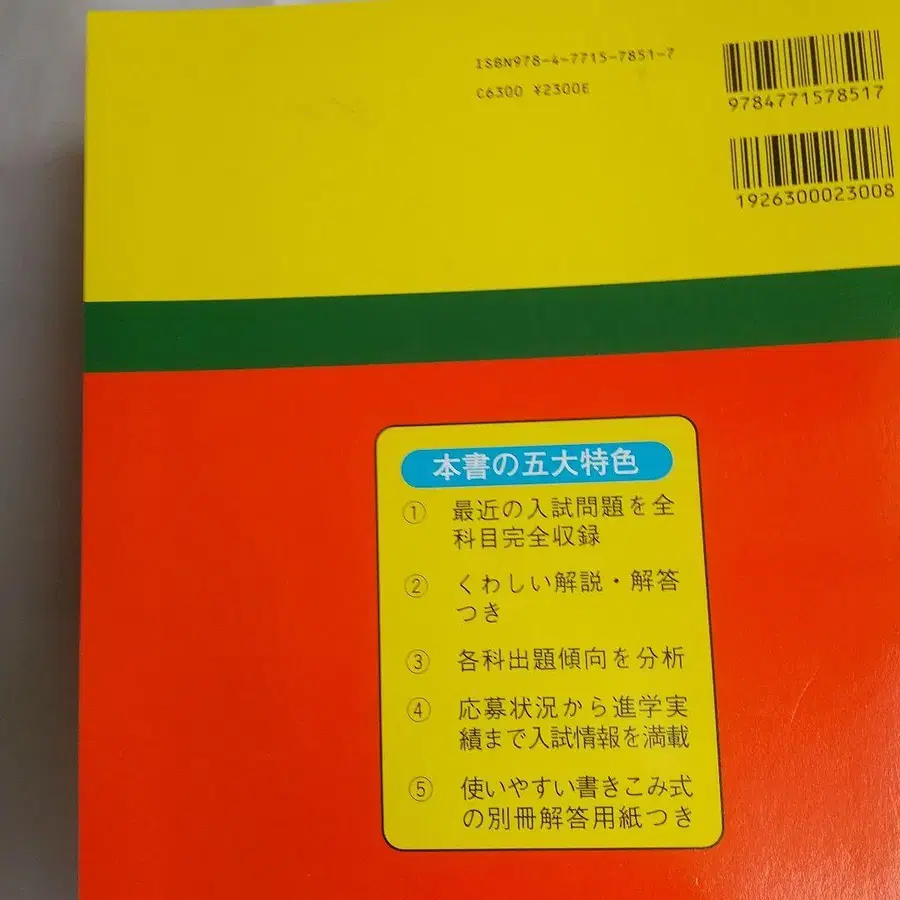 ISBN978-4-7715-7851-7
C6300 ¥2300E
9784771578517
1926300023008
本書の五大特色
① 最近の入試問題を全
科目完全収録
② くわしい解説・解答
つき
③ 各科出題傾向を分析
④ 応募状況から進学実
績まで入試情報を満載
⑤ 使いやすい書きこみ式
の別冊解答用紙つき